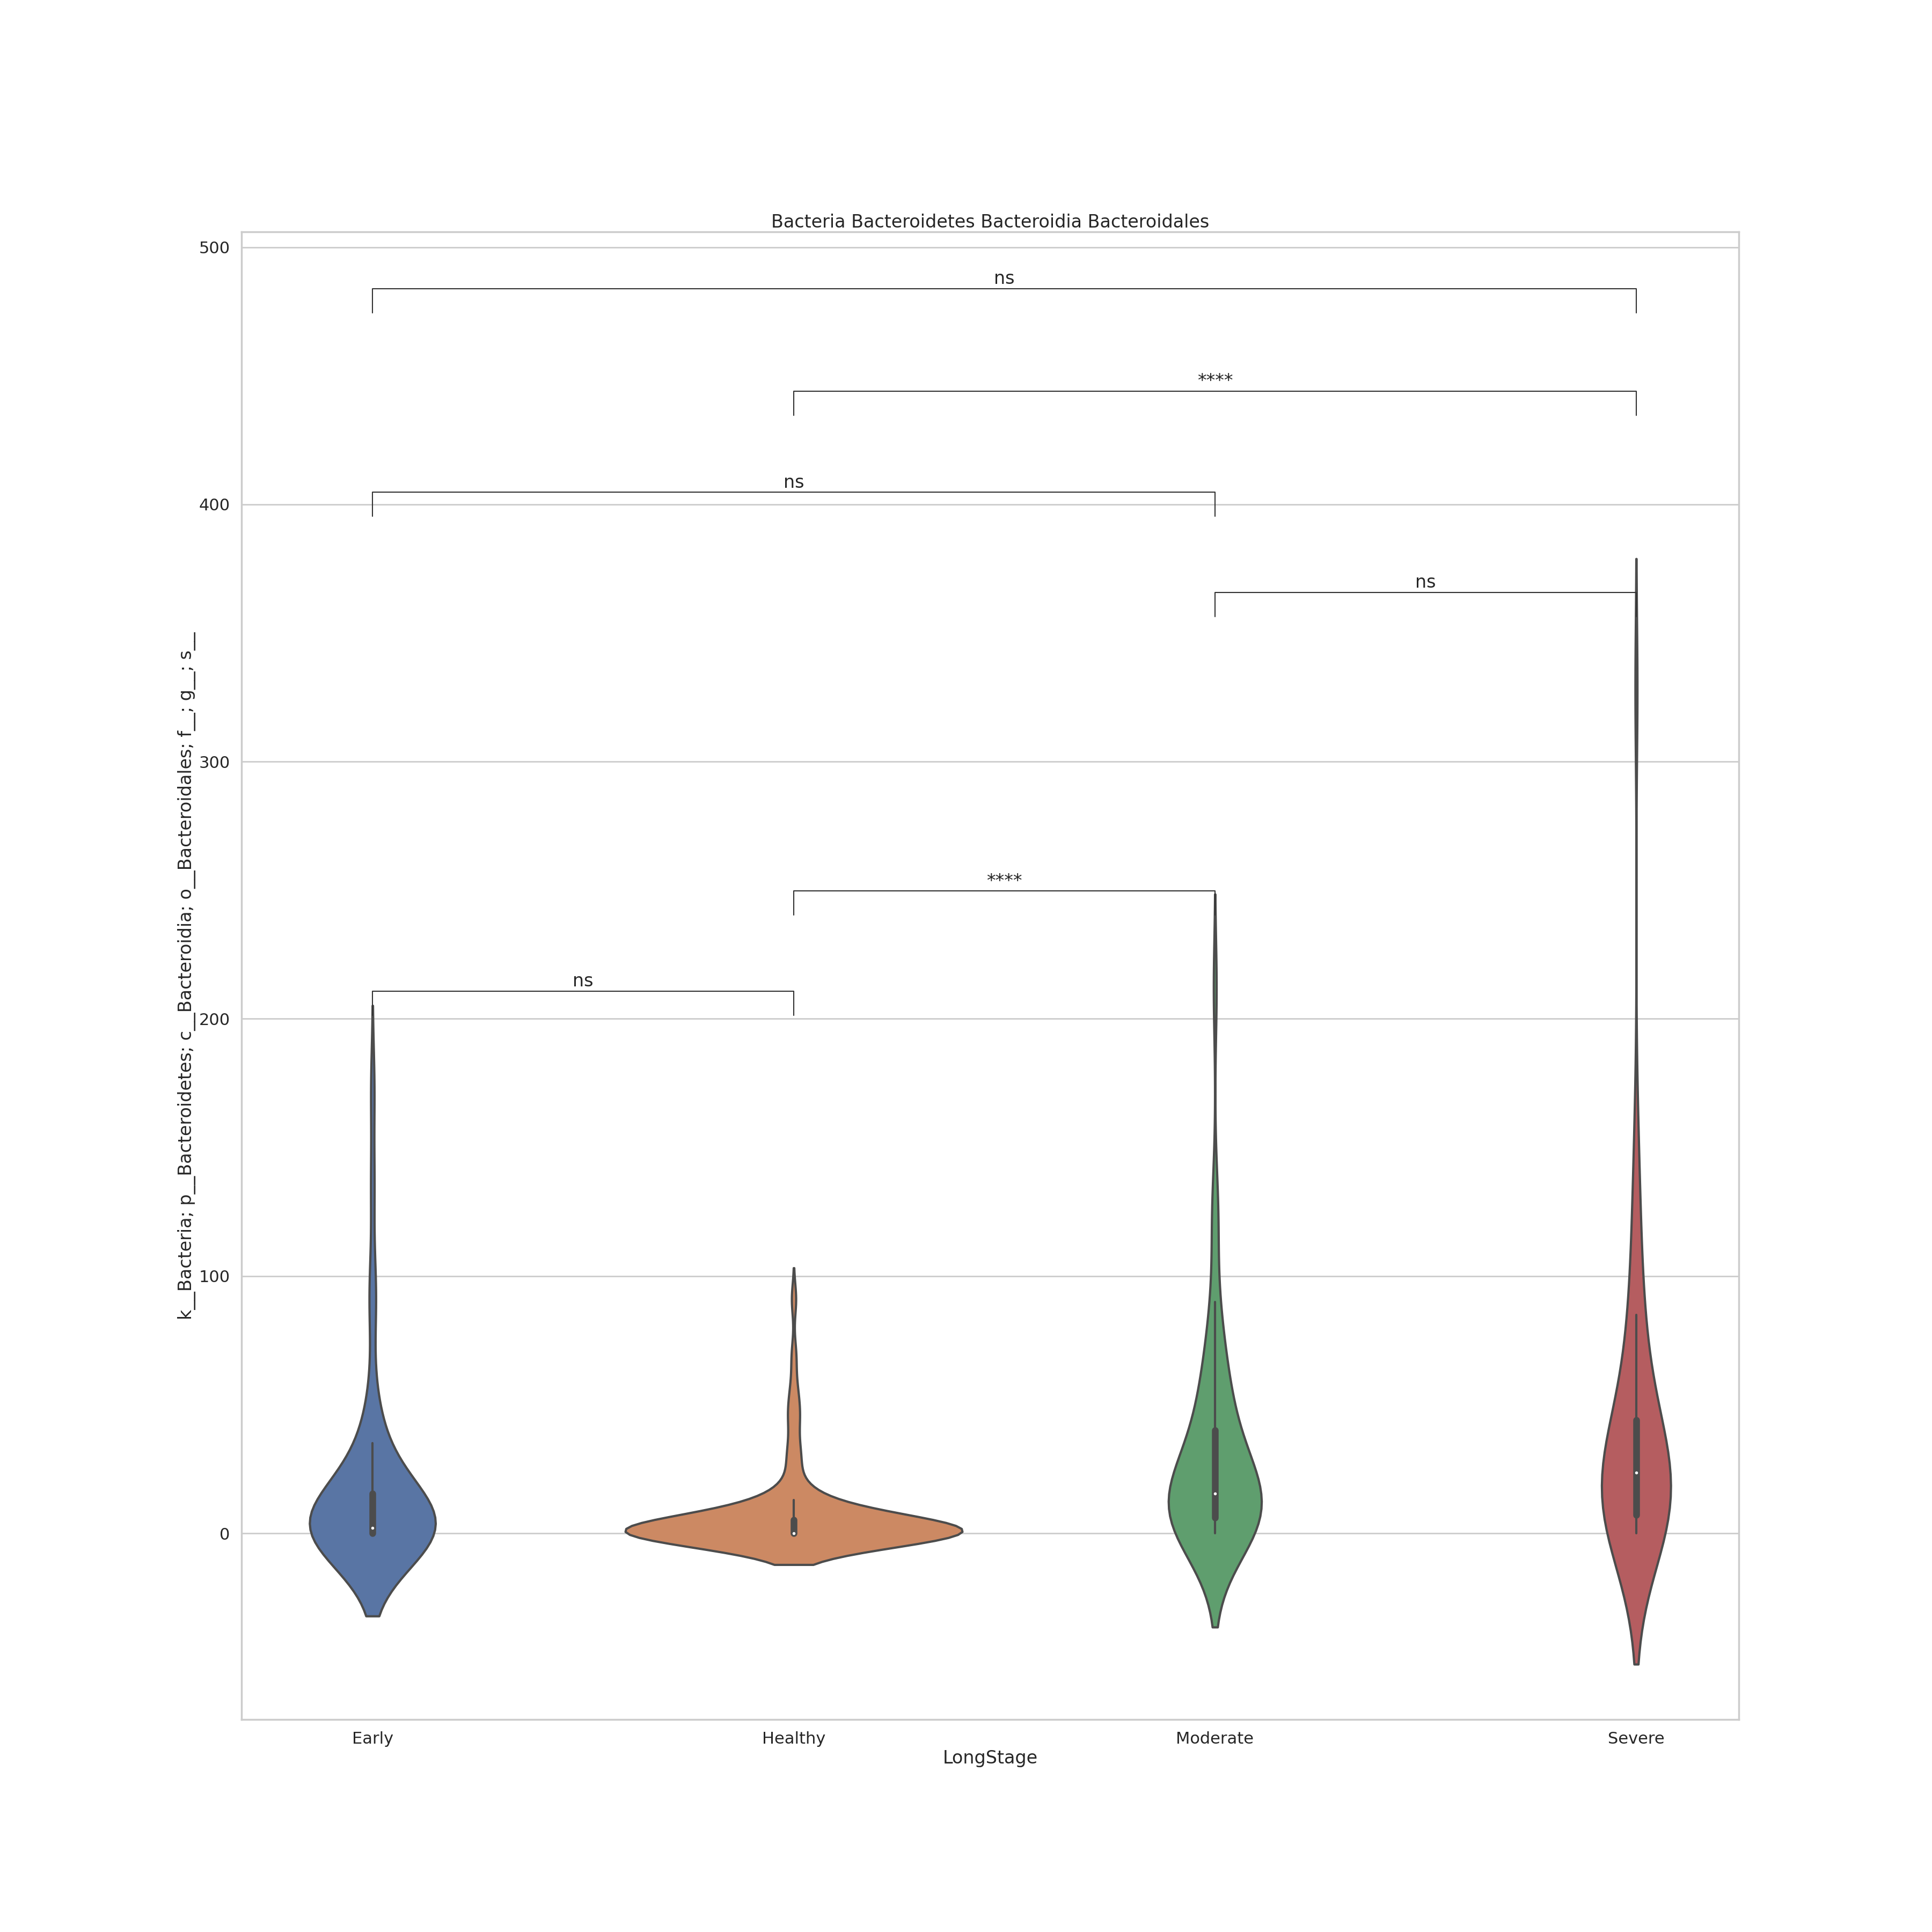 Bacteria Bacteroidetes Bacteroidia Bacteroidales
500
ns
****
ns
400
ns
300
****
ns
200
100
0
k__Bacteria; p__Bacteroidetes; c__Bacteroidia; o__Bacteroidales; f__; g__; s__
Early Healthy Moderate Severe
LongStage